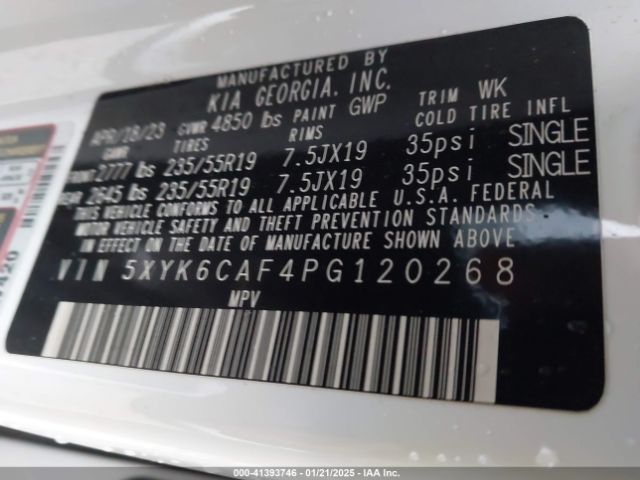 MANUFACTURED BY
KIA GEORGIA, INC.
APR/18/23 GVWR 4850 lbs PAINT GWP TRIM WK
GAWR TIRES RIMS COLD TIRE INFL
FRONT 2777 lbs 235/55R19 7.5JX19 35psi SINGLE
REAR 2645 lbs 235/55R19 7.5JX19 35psi SINGLE
THIS VEHICLE CONFORMS TO ALL APPLICABLE U.S.A. FEDERAL
MOTOR VEHICLE SAFETY AND THEFT PREVENTION STANDARDS
IN EFFECT ON THE DATE OF MANUFACTURE SHOWN ABOVE
VIN 5XYK6CAF4PG120268
MPV
000-41393746 - 01/21/2025 - IAA Inc.